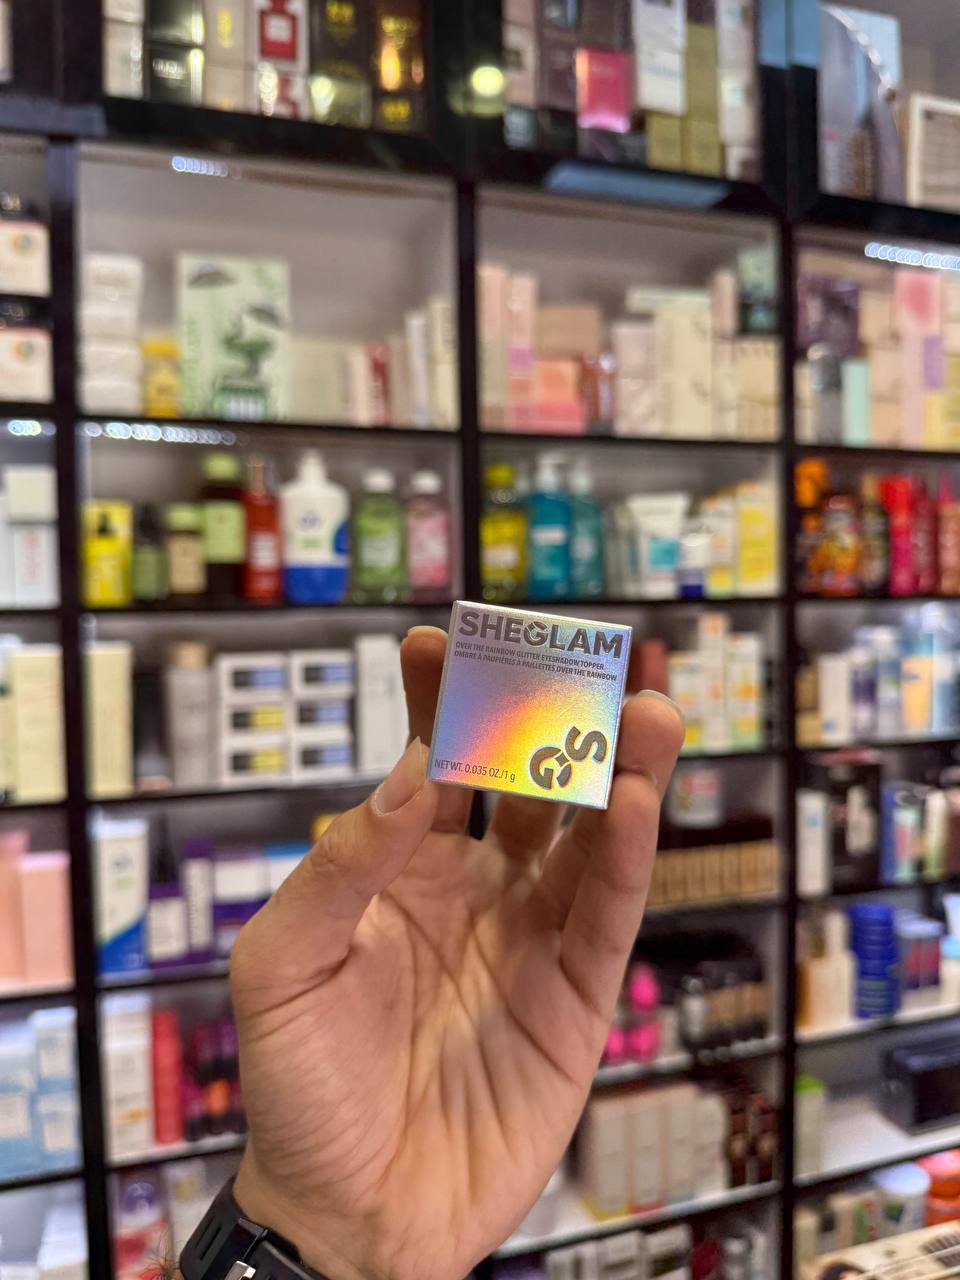 SHEGLAM
OVER THE RAINBOW GLITTER EYESHADOW TOPPER
OMBRE À PAUPIÈRES À PAILLETTES OVER THE RAINBOW
SG
NET WT. 0.035 OZ./1 g